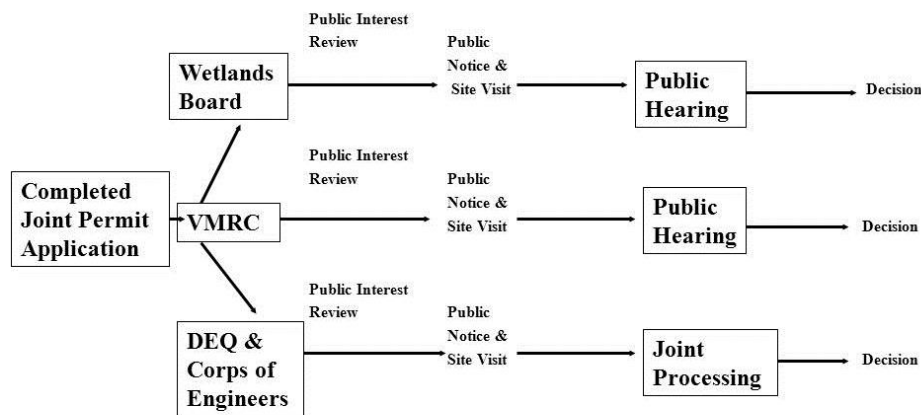 Public Interest
Review
Wetlands
Board
Public
Notice &
Site Visit
Public
Hearing
Decision
Completed
Joint Permit
Application
VMRC
Public Interest
Review
Public
Notice &
Site Visit
Public
Hearing
Decision
Public Interest
Review
DEQ &
Corps of
Engineers
Public
Notice &
Site Visit
Joint
Processing
Decision